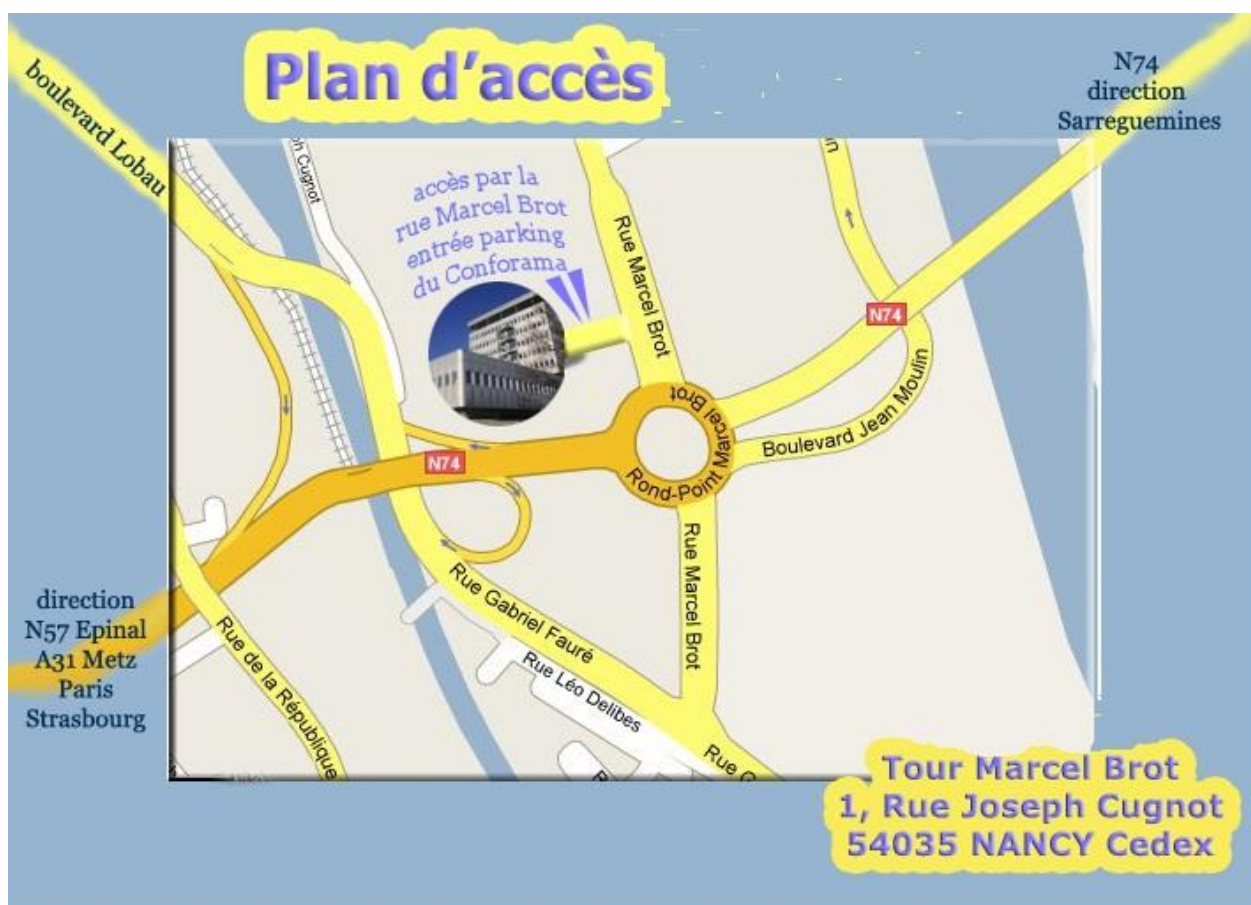 Plan d'accès
boulevard Lobau
N74
direction
Sarreguemines
ph Cugnot
accès par la
rue Marcel Brot
entrée parking
du Conforama
Rue Marcel Brot
N74
Rond-Point Marcel Brot
Boulevard Jean Moulin
N74
Rue Marcel Brot
Rue Gabriel Fauré
Rue Léo Delibes
Rue de la République
Rue G
direction
N57 Epinal
A31 Metz
Paris
Strasbourg
Tour Marcel Brot
1, Rue Joseph Cugnot
54035 NANCY Cedex